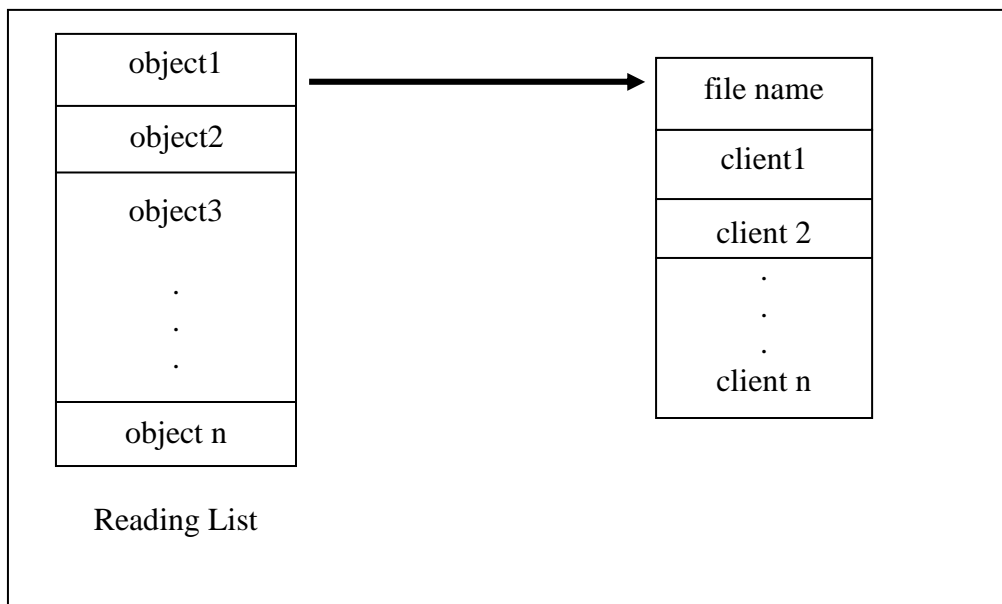 object1
object2
object3
.
.
.
object n
Reading List
file name
client1
client 2
.
.
.
client n